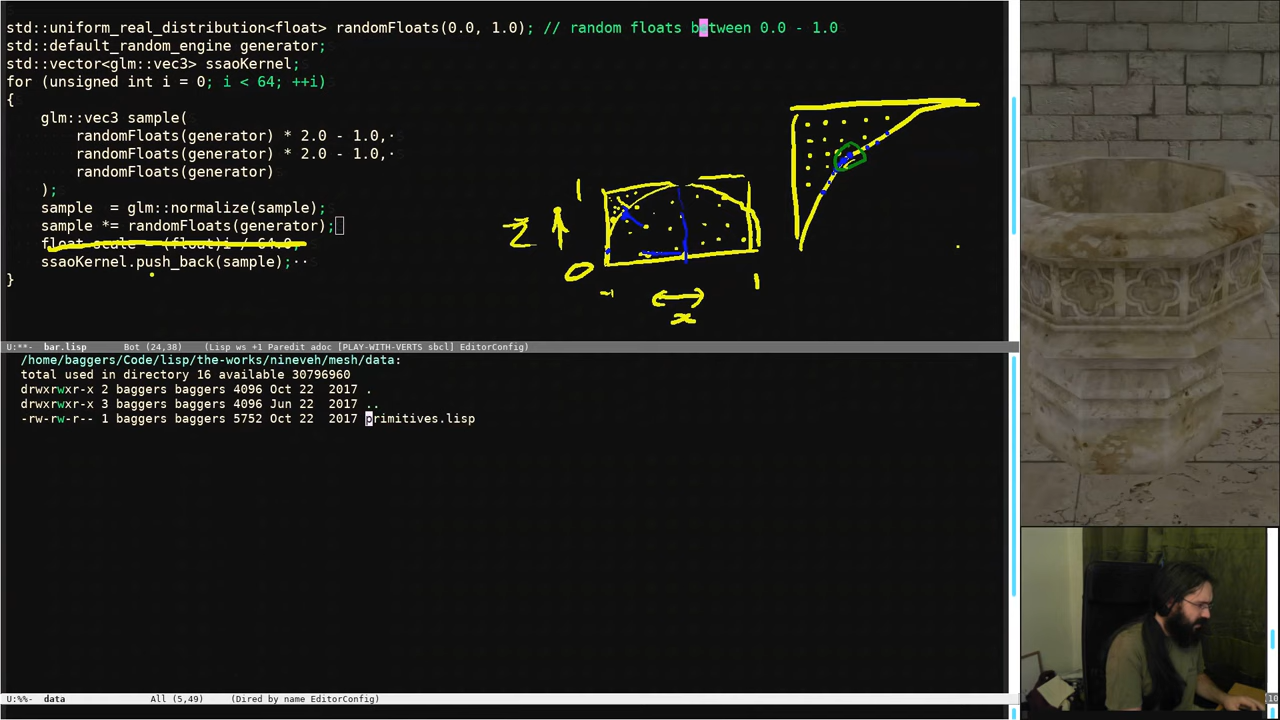 std::uniform_real_distribution<float> randomFloats(0.0, 1.0); // random floats between 0.0 - 1.0
std::default_random_engine generator;
std::vector<glm::vec3> ssaoKernel;
for (unsigned int i = 0; i < 64; ++i)
{
glm::vec3 sample(
randomFloats(generator) * 2.0 - 1.0,·
randomFloats(generator) * 2.0 - 1.0,·
randomFloats(generator)
);
sample  = glm::normalize(sample);
sample *= randomFloats(generator);
float scale = (float)i / 64.0;
ssaoKernel.push_back(sample);··
}
1
Z
0
-1
1
x
U:**-  bar.lisp      Bot (24,38)    (Lisp ws +1 Paredit adoc [PLAY-WITH-VERTS sbcl] EditorConfig)
/home/baggers/Code/lisp/the-works/nineveh/mesh/data:
total used in directory 16 available 30796960
drwxrwxr-x 2 baggers baggers 4096 Oct 22  2017 .
drwxrwxr-x 3 baggers baggers 4096 Jun 22  2017 ..
-rw-rw-r-- 1 baggers baggers 5752 Oct 22  2017 primitives.lisp
U:%%-  data           All (5,49)     (Dired by name EditorConfig)